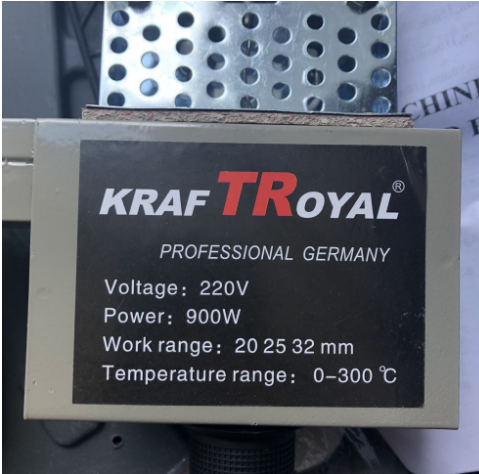 KRAF TROYAL®
PROFESSIONAL GERMANY
Voltage: 220V
Power: 900W
Work range: 20 25 32 mm
Temperature range: 0-300 ℃